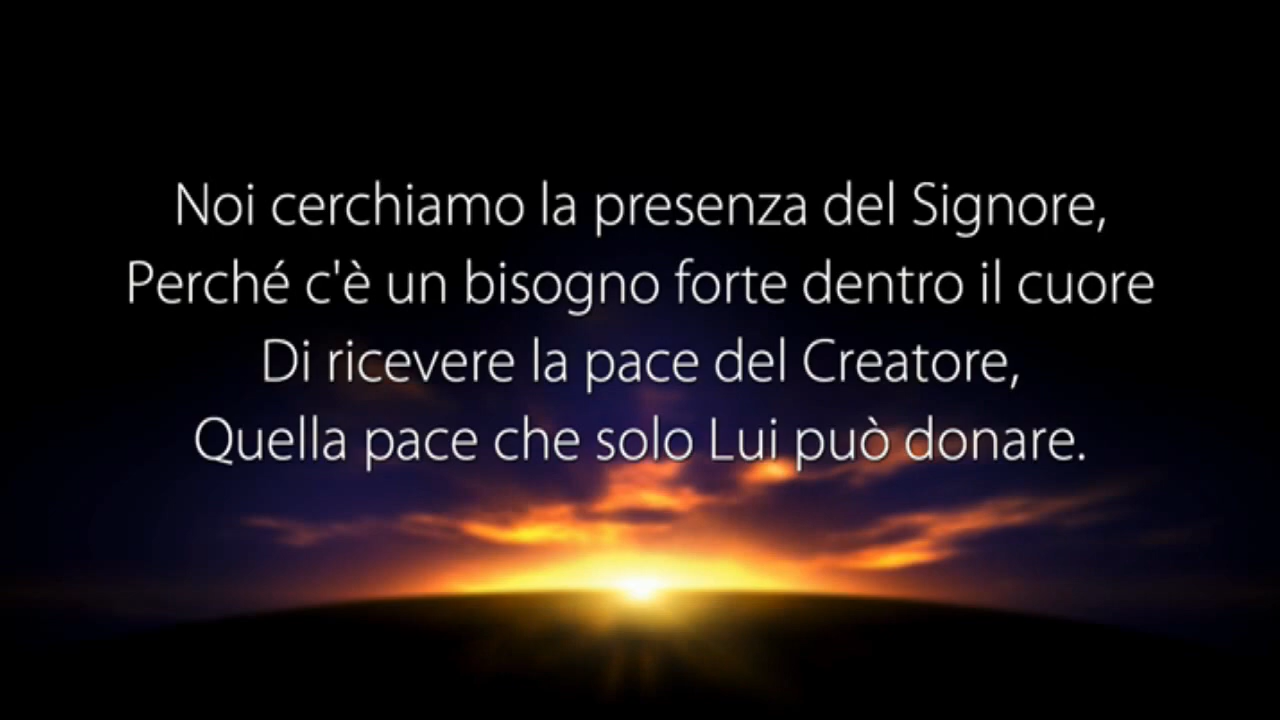 Noi cerchiamo la presenza del Signore,
Perché c'è un bisogno forte dentro il cuore
Di ricevere la pace del Creatore,
Quella pace che solo Lui può donare.